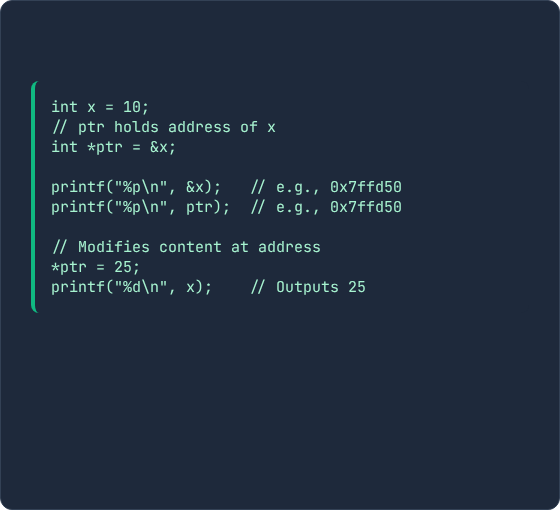 int x = 10;
// ptr holds address of x
int *ptr = &x;
printf("%p\n", &x);   // e.g., 0x7ffd50
printf("%p\n", ptr);  // e.g., 0x7ffd50
// Modifies content at address
*ptr = 25;
printf("%d\n", x);    // Outputs 25